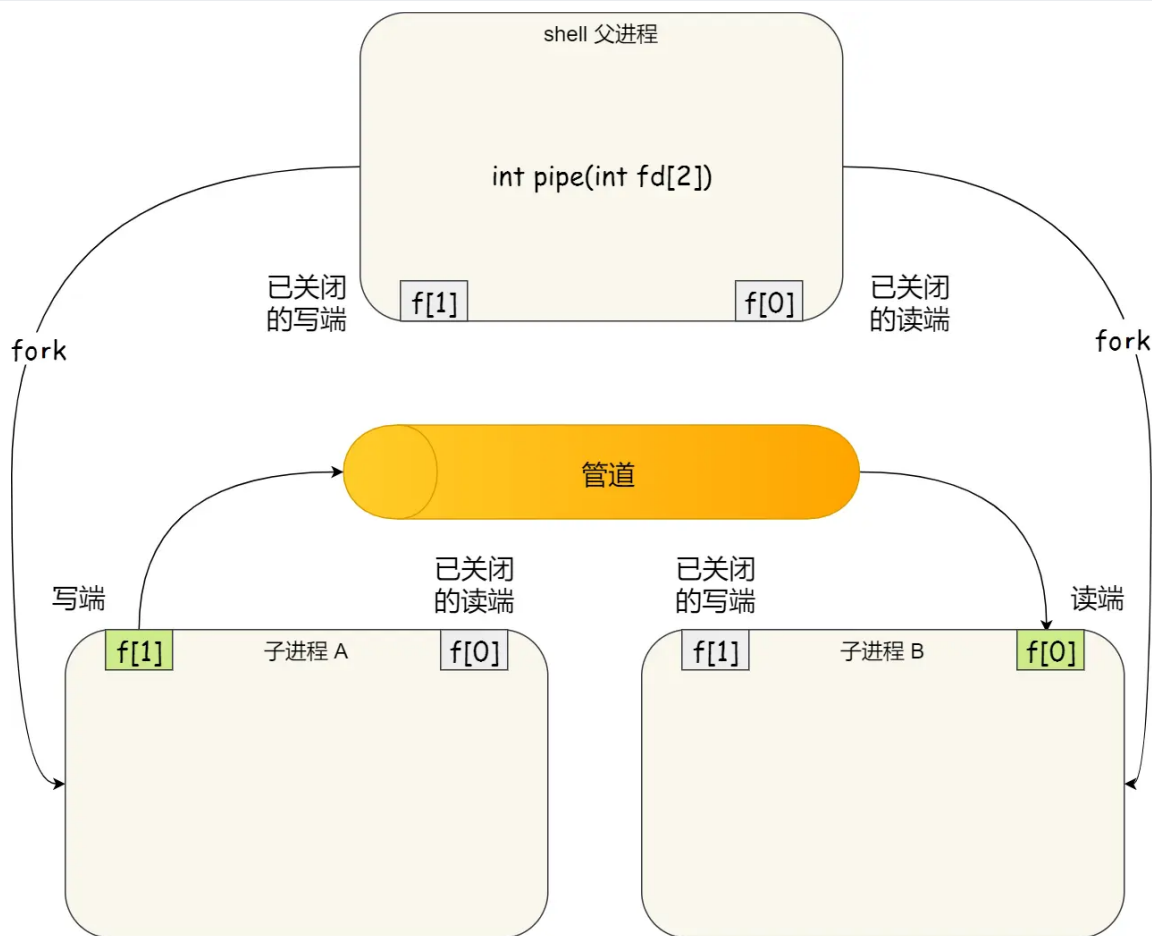 shell 父进程
int pipe(int fd[2])
已关闭
的写端
f[1]
f[0]
已关闭
的读端
fork
fork
管道
写端
已关闭
的读端
已关闭
的写端
读端
f[1]
子进程 A
f[0]
f[1]
子进程 B
f[0]